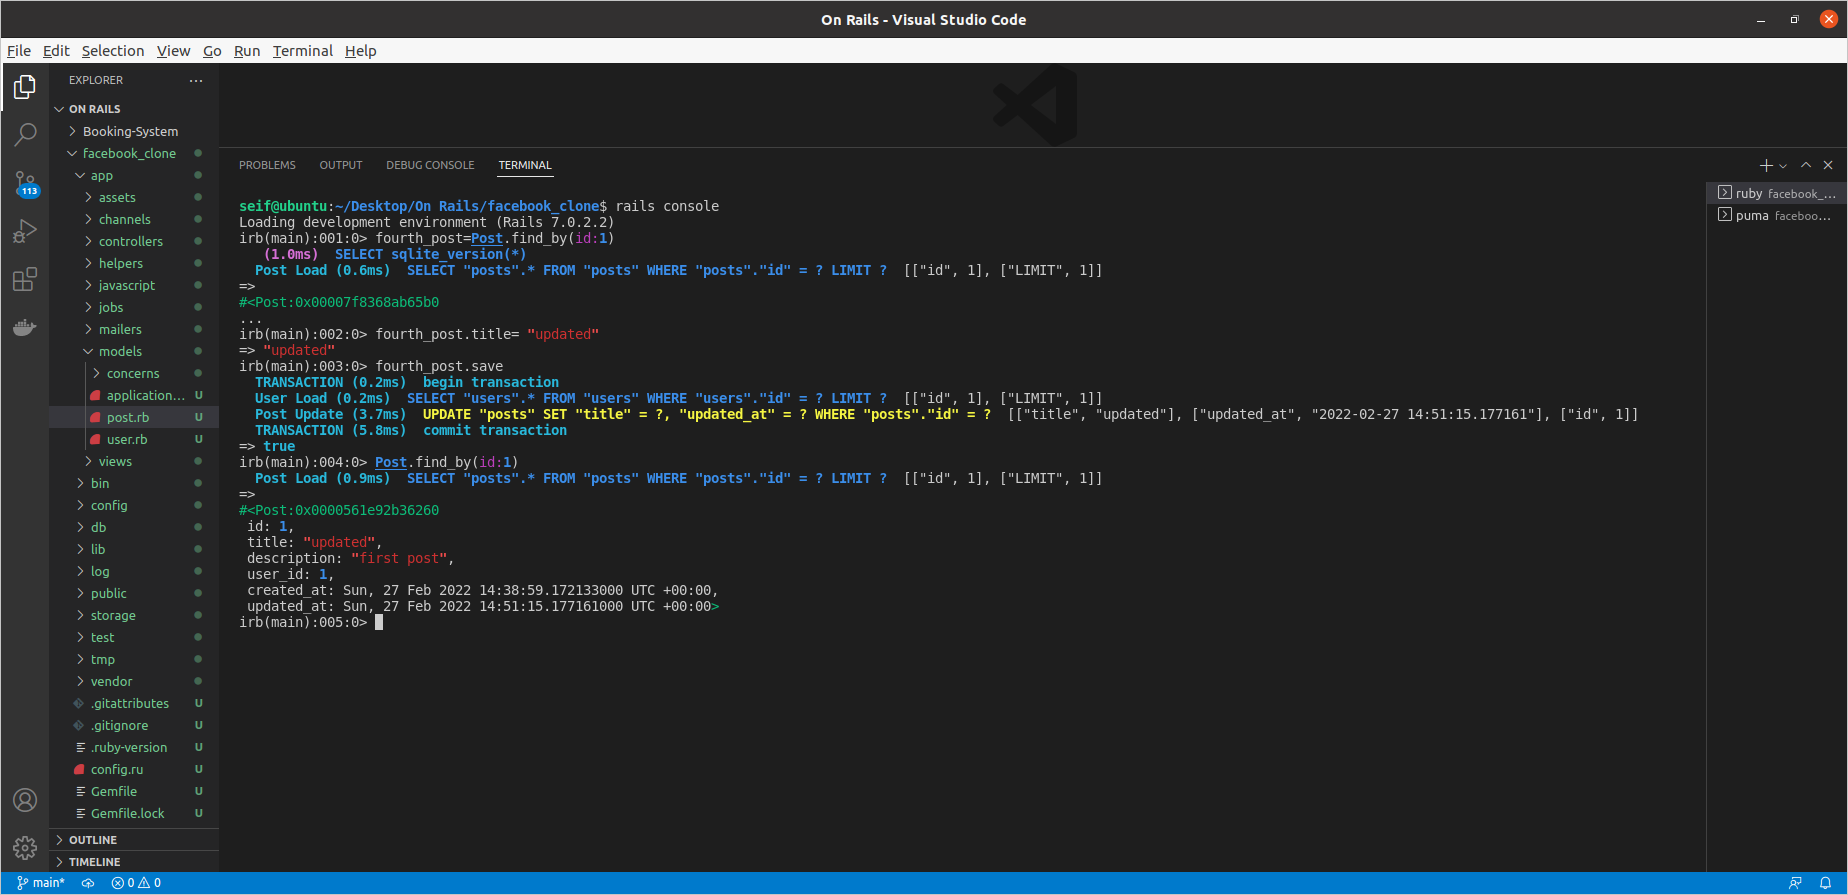 On Rails - Visual Studio Code
File Edit Selection View Go Run Terminal Help
EXPLORER ...
ON RAILS
Booking-System
facebook_clone
app
assets
channels
controllers
helpers
javascript
jobs
mailers
models
concerns
application... U
post.rb U
user.rb U
views
bin
config
db
lib
log
public
storage
test
tmp
vendor
.gitattributes U
.gitignore U
.ruby-version U
config.ru U
Gemfile U
Gemfile.lock U
OUTLINE
TIMELINE
113
PROBLEMS OUTPUT DEBUG CONSOLE TERMINAL
seif@ubuntu:~/Desktop/On Rails/facebook_clone$ rails console
Loading development environment (Rails 7.0.2.2)
irb(main):001:0> fourth_post=Post.find_by(id:1)
(1.0ms) SELECT sqlite_version(*)
Post Load (0.6ms) SELECT "posts".* FROM "posts" WHERE "posts"."id" = ? LIMIT ? [["id", 1], ["LIMIT", 1]]
=>
#<Post:0x00007f8368ab65b0
...
irb(main):002:0> fourth_post.title= "updated"
=> "updated"
irb(main):003:0> fourth_post.save
TRANSACTION (0.2ms) begin transaction
User Load (0.2ms) SELECT "users".* FROM "users" WHERE "users"."id" = ? LIMIT ? [["id", 1], ["LIMIT", 1]]
Post Update (3.7ms) UPDATE "posts" SET "title" = ?, "updated_at" = ? WHERE "posts"."id" = ? [["title", "updated"], ["updated_at", "2022-02-27 14:51:15.177161"], ["id", 1]]
TRANSACTION (5.8ms) commit transaction
=> true
irb(main):004:0> Post.find_by(id:1)
Post Load (0.9ms) SELECT "posts".* FROM "posts" WHERE "posts"."id" = ? LIMIT ? [["id", 1], ["LIMIT", 1]]
=>
#<Post:0x0000561e92b36260
id: 1,
title: "updated",
description: "first post",
user_id: 1,
created_at: Sun, 27 Feb 2022 14:38:59.172133000 UTC +00:00,
updated_at: Sun, 27 Feb 2022 14:51:15.177161000 UTC +00:00>
irb(main):005:0>
ruby facebook_...
puma faceboo...
main* 0 0